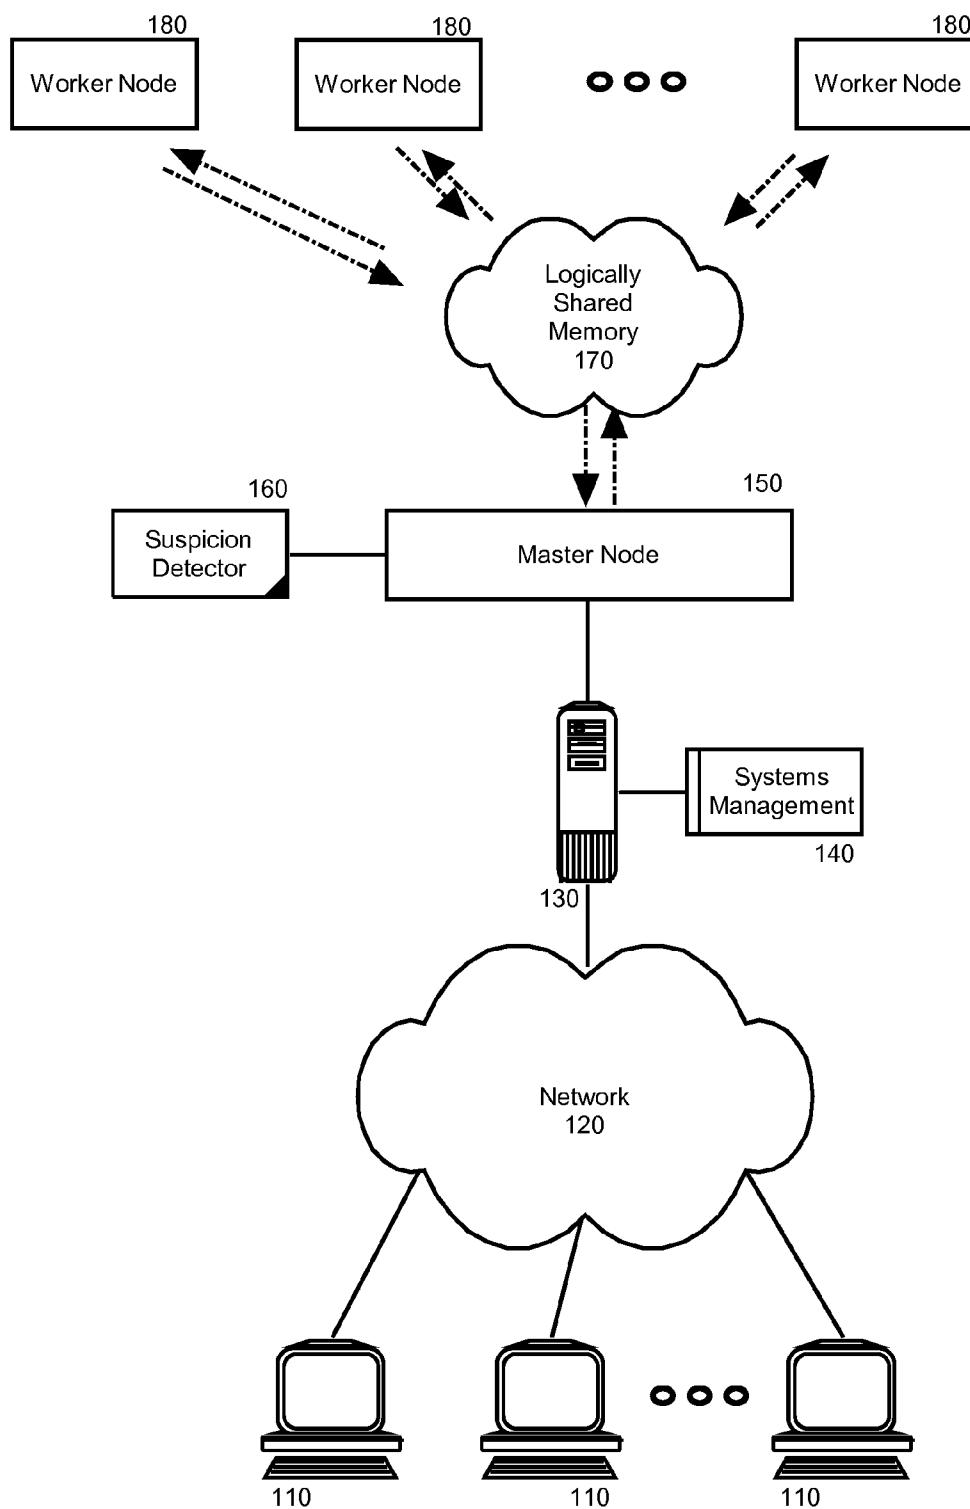 180
180
180
Worker Node
Worker Node
Worker Node
Logically
Shared
Memory
170
160
150
Suspicion
Detector
Master Node
Systems
Management
140
130
Network
120
110
110
110